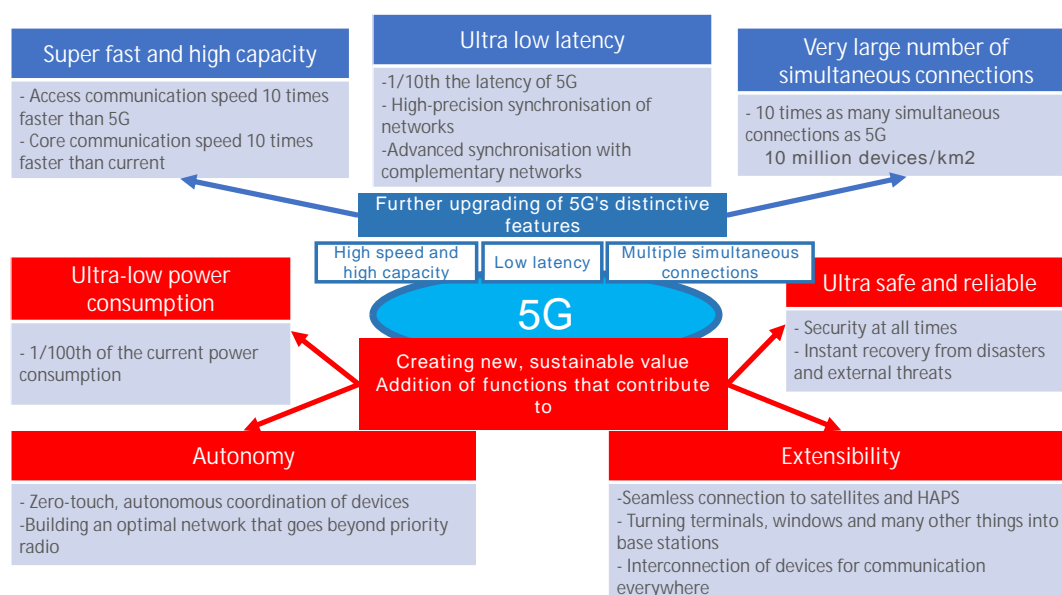 Super fast and high capacity
- Access communication speed 10 times
faster than 5G
- Core communication speed 10 times
faster than current
Ultra low latency
-1/10th the latency of 5G
- High-precision synchronisation of
networks
-Advanced synchronisation with
complementary networks
Very large number of
simultaneous connections
- 10 times as many simultaneous
connections as 5G
10 million devices/km2
Further upgrading of 5G's distinctive
features
High speed and
high capacity
Low latency
Multiple simultaneous
connections
5G
Ultra-low power
consumption
- 1/100th of the current power
consumption
Ultra safe and reliable
- Security at all times
- Instant recovery from disasters
and external threats
Creating new, sustainable value
Addition of functions that contribute
to
Autonomy
- Zero-touch, autonomous coordination of devices
-Building an optimal network that goes beyond priority
radio
Extensibility
-Seamless connection to satellites and HAPS
- Turning terminals, windows and many other things into
base stations
- Interconnection of devices for communication
everywhere